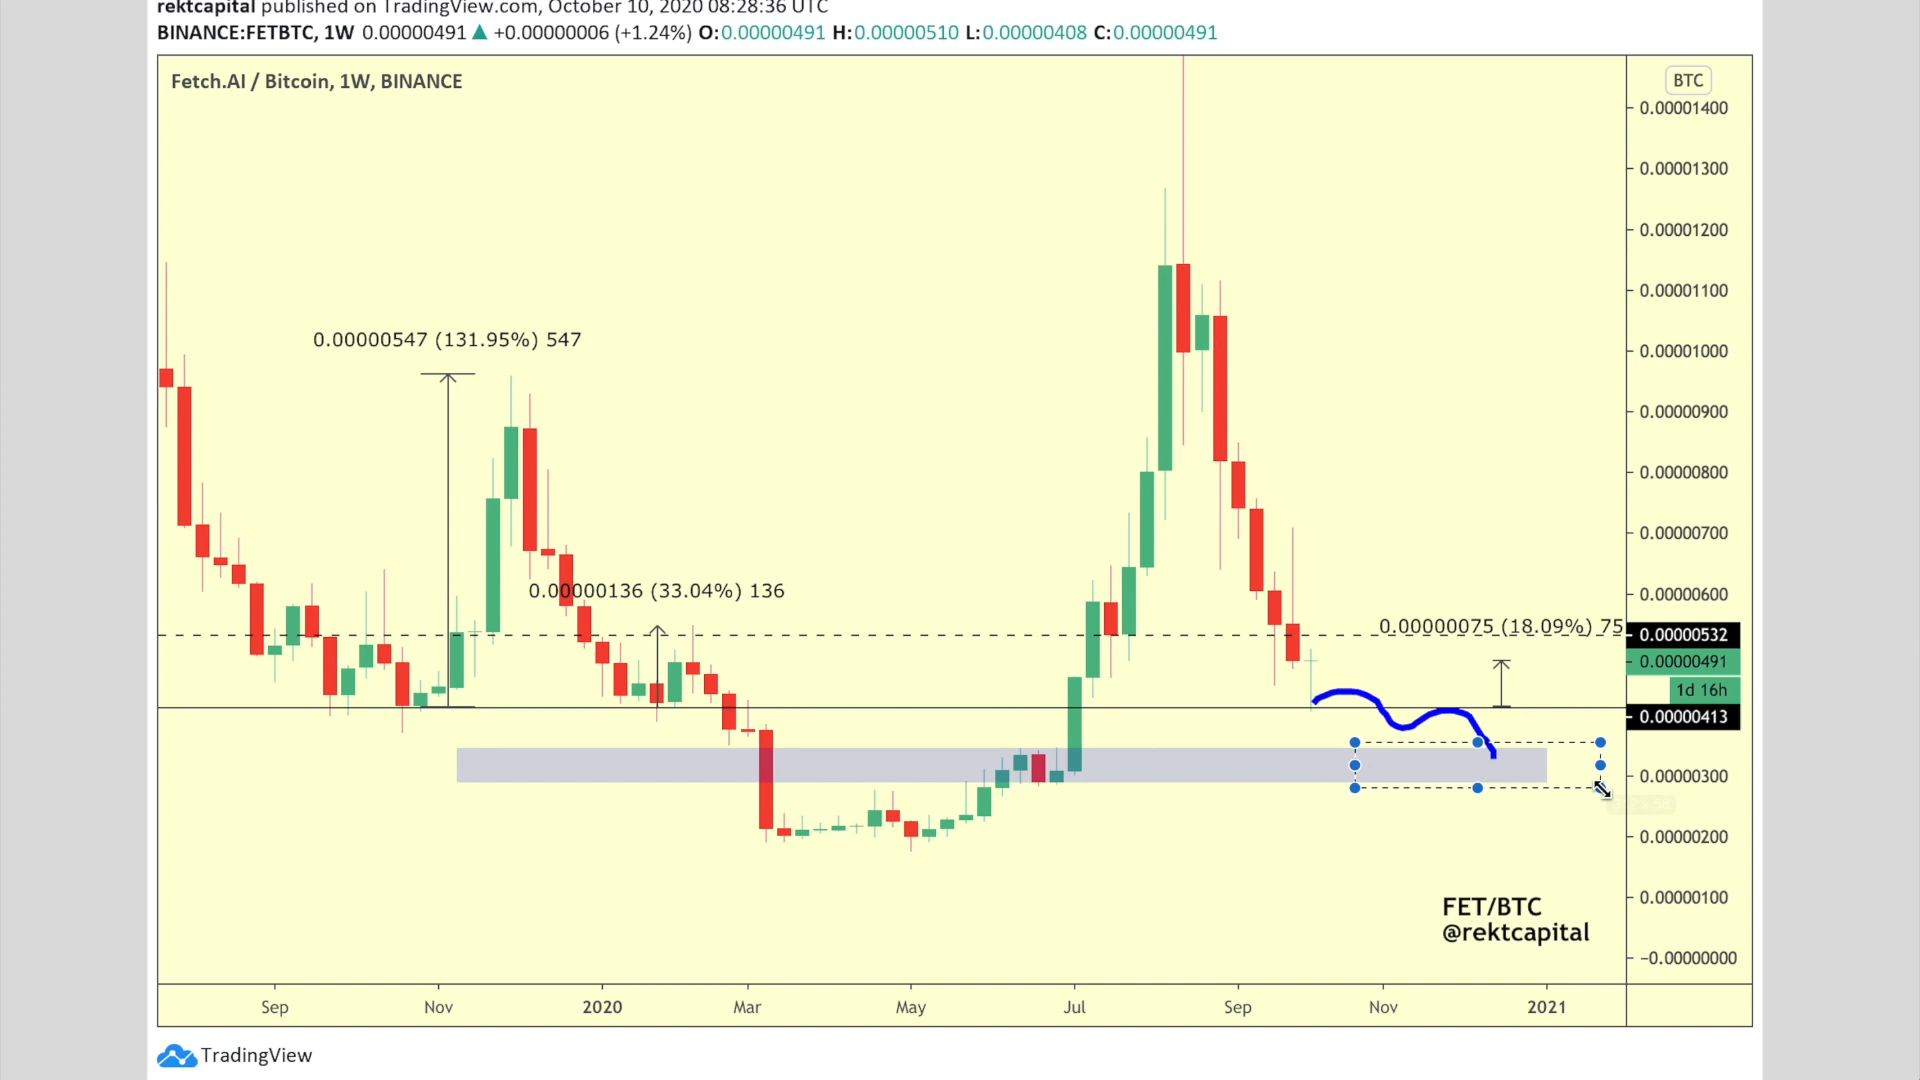 rektcapital published on TradingView.com, October 10, 2020 08:28:36 UTC
BINANCE:FETBTC, 1W 0.00000491 ▲ +0.00000006 (+1.24%) O:0.00000491 H:0.00000510 L:0.00000408 C:0.00000491
Fetch.AI / Bitcoin, 1W, BINANCE
BTC
0.00001400
0.00001300
0.00001200
0.00001100
0.00001000
0.00000900
0.00000800
0.00000700
0.00000600
0.00000547 (131.95%) 547
0.00000136 (33.04%) 136
0.00000075 (18.09%) 75
0.00000532
0.00000491
1d 16h
0.00000413
0.00000300
0.00000200
0.00000100
−0.00000000
FET/BTC
@rektcapital
Sep Nov 2020 Mar May Jul Sep Nov 2021
TradingView